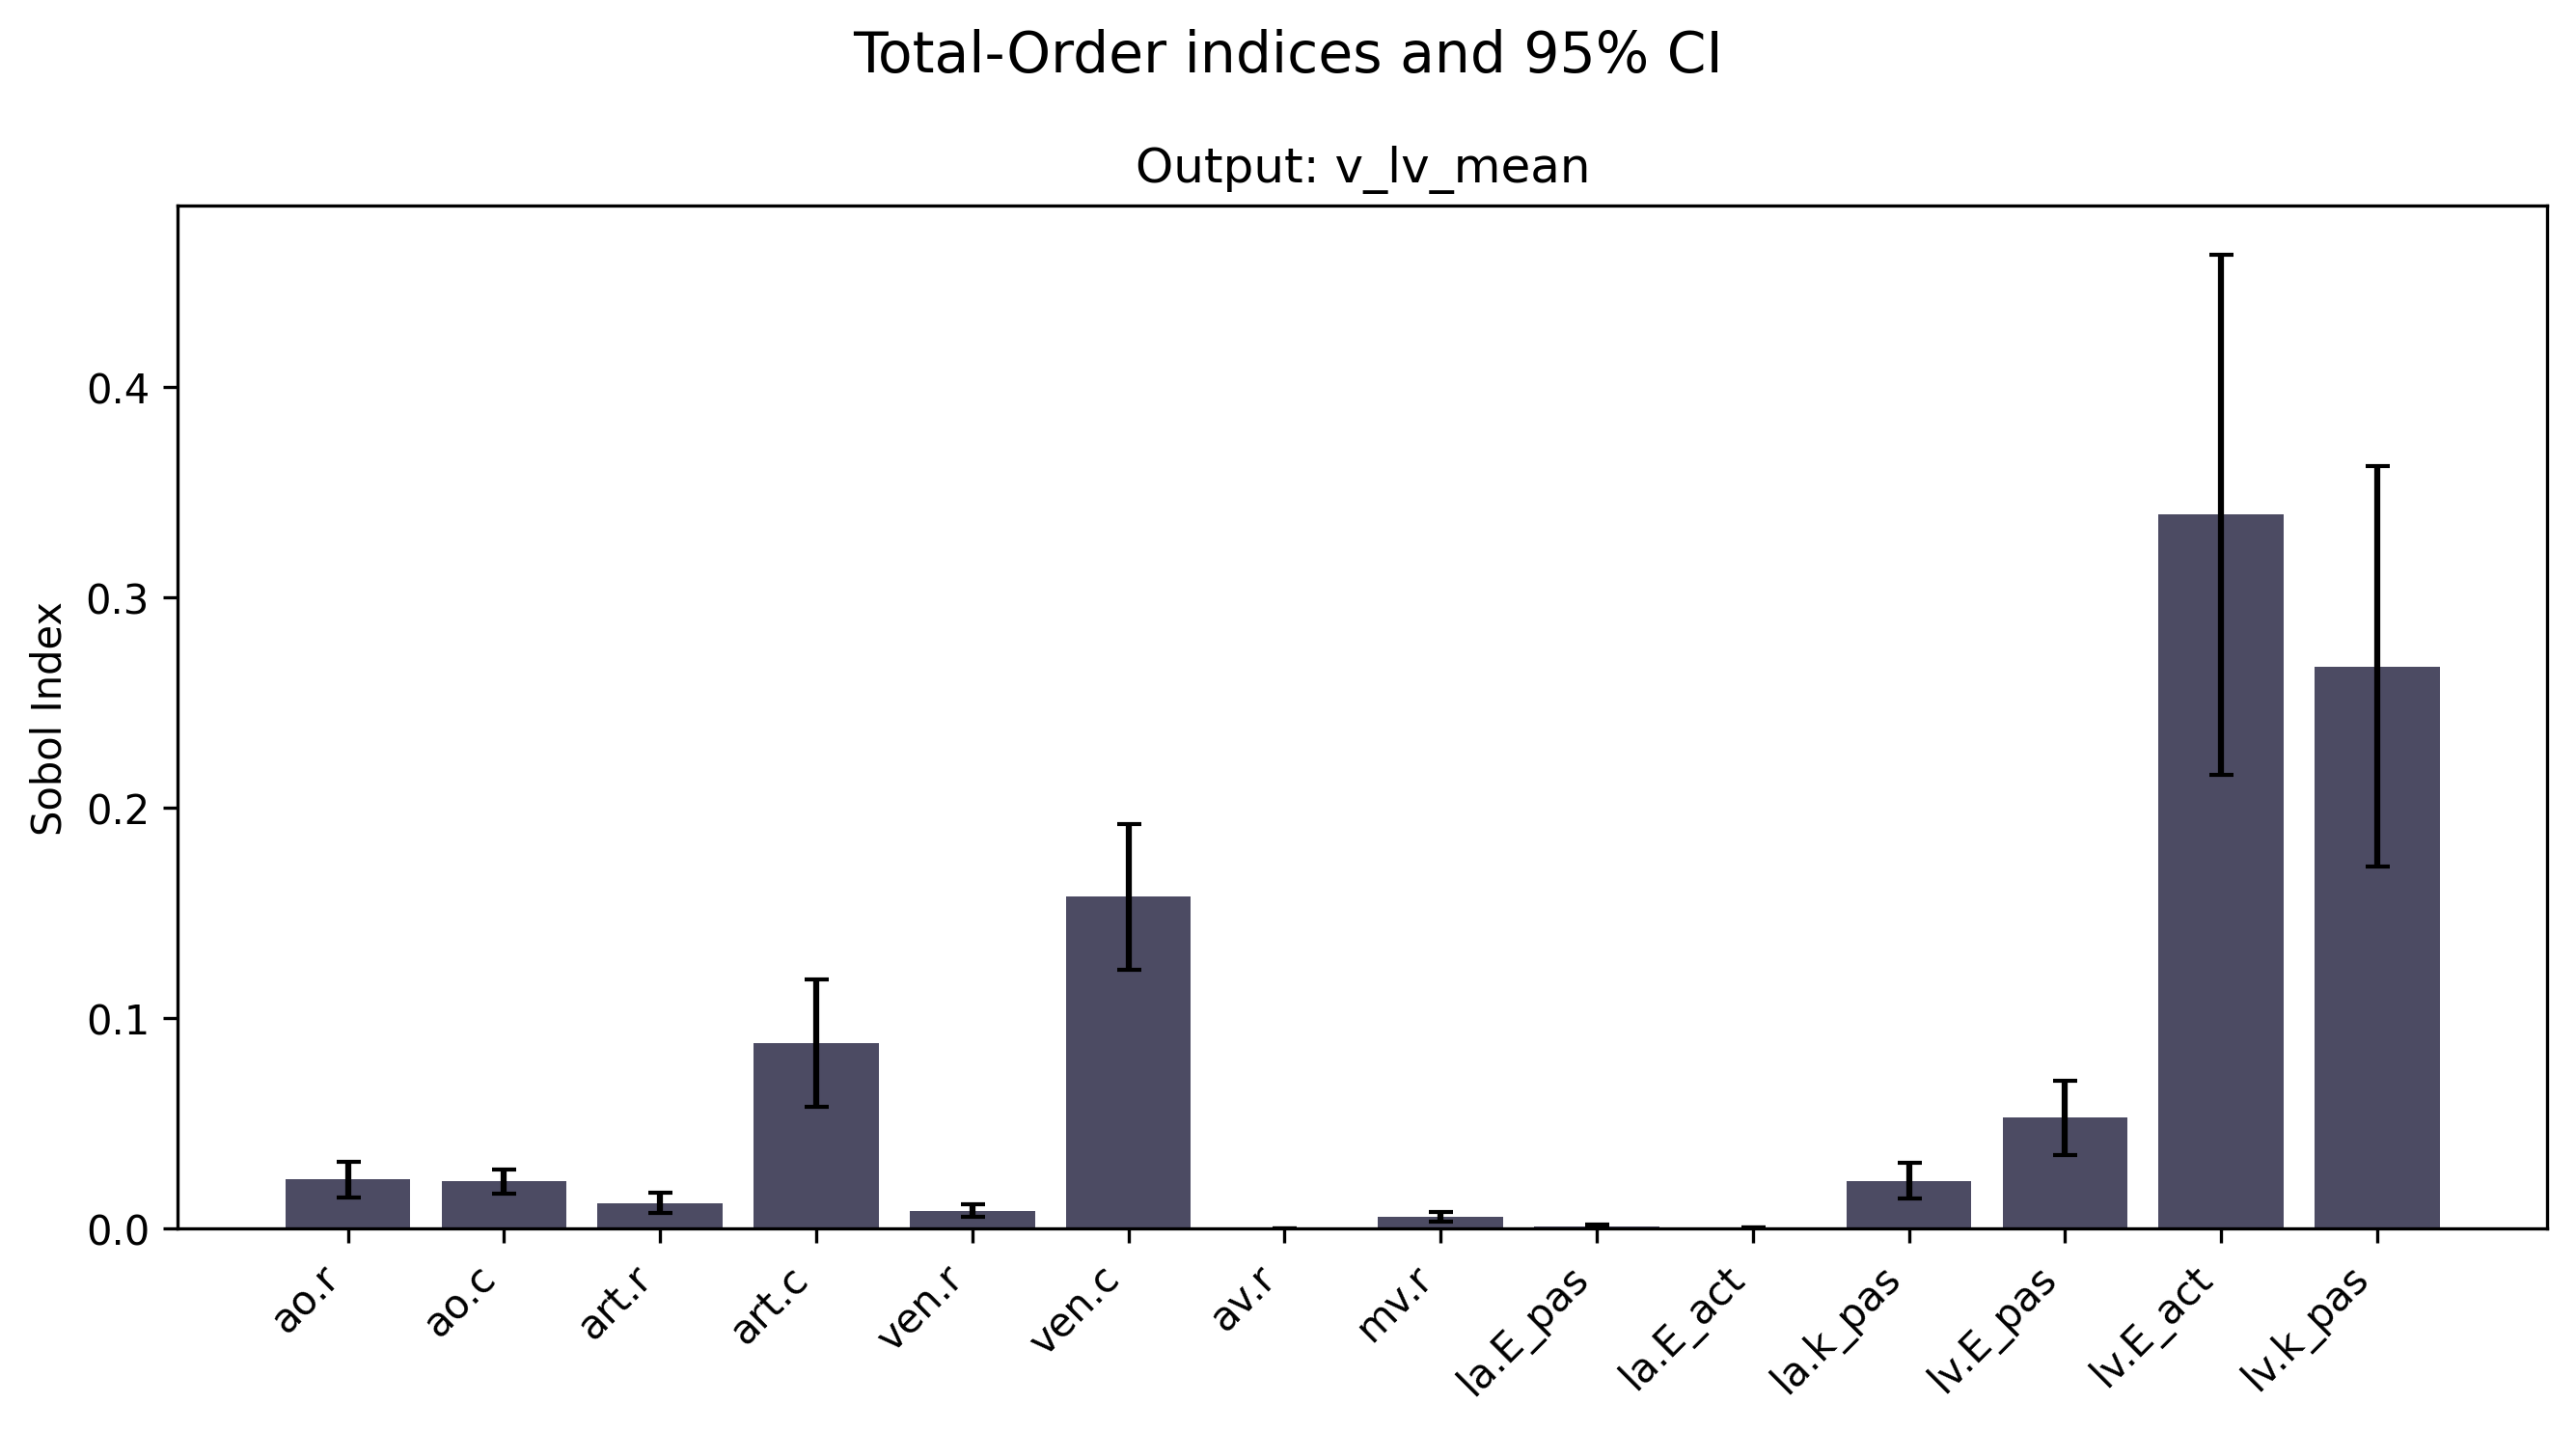 Total-Order indices and 95% CI
Output: v_lv_mean
Sobol Index
0.4
0.3
0.2
0.1
0.0
ao.r
ao.c
art.r
art.c
ven.r
ven.c
av.r
mv.r
la.E_pas
la.E_act
la.k_pas
lv.E_pas
lv.E_act
lv.k_pas